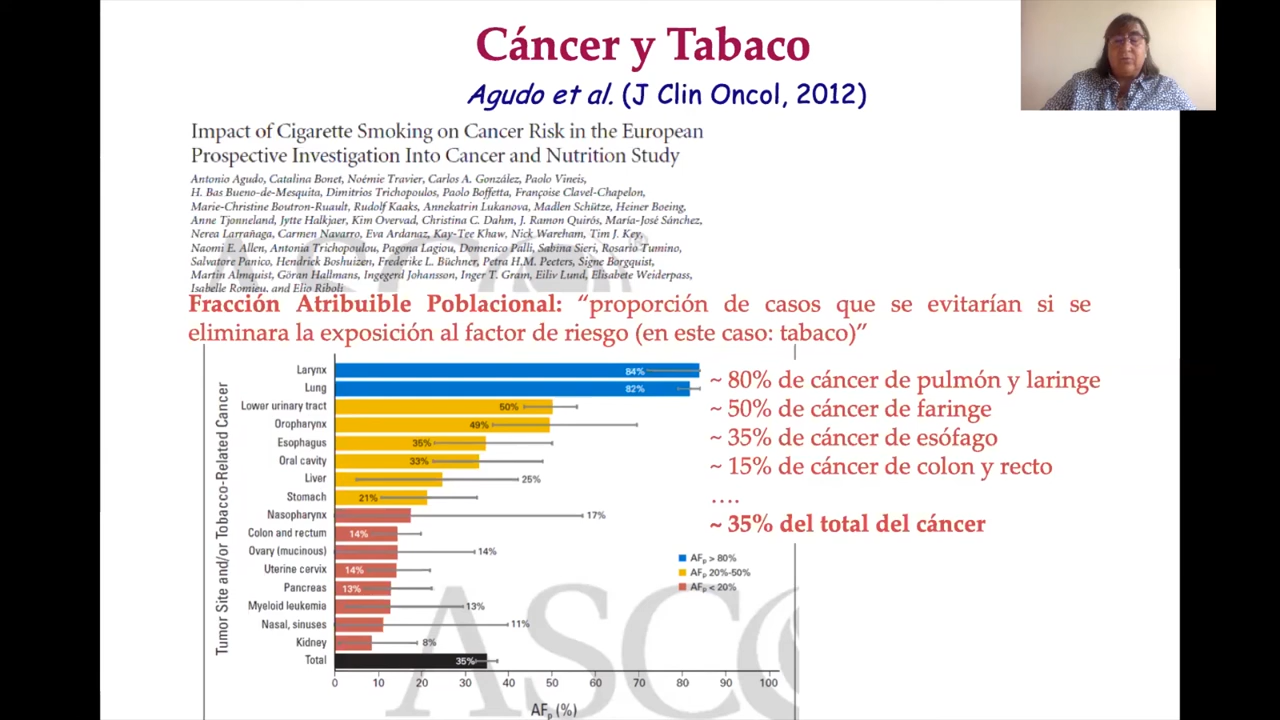 Cáncer y Tabaco
Agudo et al. (J Clin Oncol, 2012)
Impact of Cigarette Smoking on Cancer Risk in the European
Prospective Investigation Into Cancer and Nutrition Study
Antonio Agudo, Catalina Bonet, Noémie Travier, Carlos A. González, Paolo Vineis,
H. Bas Bueno-de-Mesquita, Dimitrios Trichopoulos, Paolo Boffetta, Françoise Clavel-Chapelon,
Marie-Christine Boutron-Ruault, Rudolf Kaaks, Annekatrin Lukanova, Madlen Schütze, Heiner Boeing,
Anne Tjonneland, Jytte Halkjaer, Kim Overvad, Christina C. Dahm, J. Ramon Quirós, María-José Sánchez,
Nerea Larrañaga, Carmen Navarro, Eva Ardanaz, Kay-Tee Khaw, Nick Wareham, Tim J. Key,
Naomi E. Allen, Antonia Trichopoulou, Pagona Lagiou, Domenico Palli, Sabina Sieri, Rosario Tumino,
Salvatore Panico, Hendrick Boshuizen, Frederike L. Büchner, Petra H.M. Peeters, Signe Borgquist,
Martin Almquist, Göran Hallmans, Ingegerd Johansson, Inger T. Gram, Eiliv Lund, Elisabete Weiderpass,
Isabelle Romieu, and Elio Riboli
Fracción Atribuible Poblacional: “proporción de casos que se evitarían si se
eliminara la exposición al factor de riesgo (en este caso: tabaco)”
Tumor Site and/or Tobacco-Related Cancer
Larynx 84%
Lung 82%
Lower urinary tract 50%
Oropharynx 49%
Esophagus 35%
Oral cavity 33%
Liver 25%
Stomach 21%
Nasopharynx 17%
Colon and rectum 14%
Ovary (mucinous) 14%
Uterine cervix 14%
Pancreas 13%
Myeloid leukemia 13%
Nasal, sinuses 11%
Kidney 8%
Total 35%
0 10 20 30 40 50 60 70 80 90 100
AFp (%)
AFp > 80%
AFp 20%-50%
AFp < 20%
~ 80% de cáncer de pulmón y laringe
~ 50% de cáncer de faringe
~ 35% de cáncer de esófago
~ 15% de cáncer de colon y recto
....
~ 35% del total del cáncer
ASCO